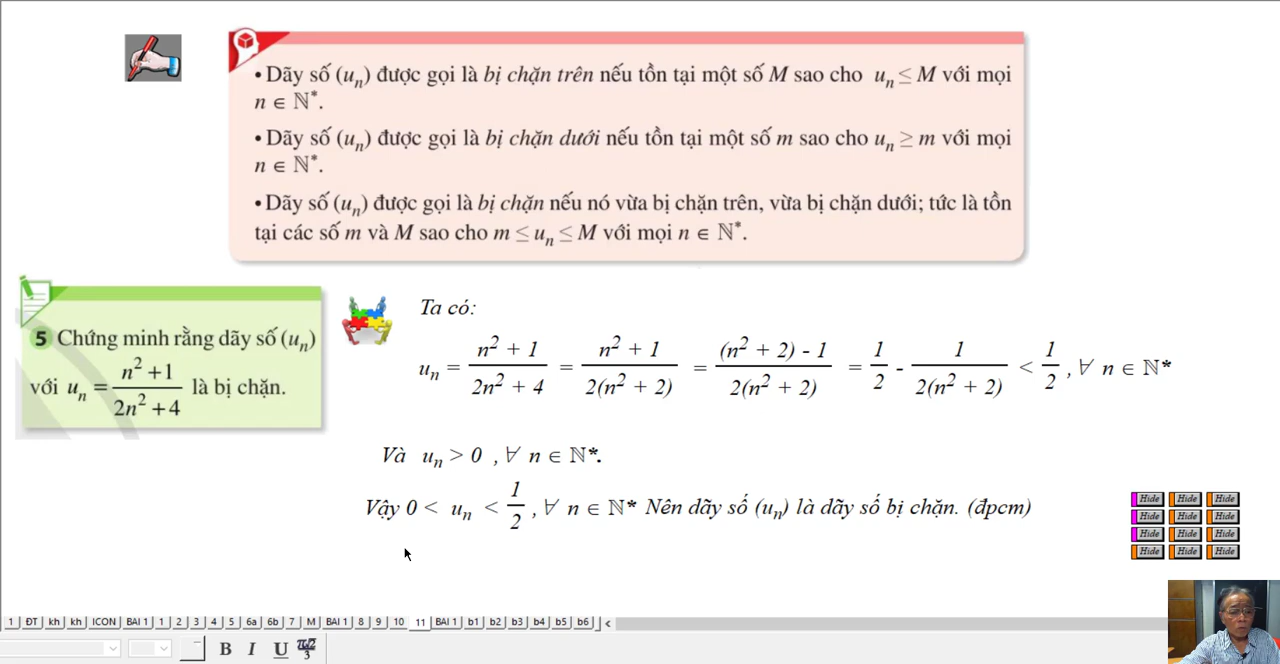 • Dãy số (uₙ) được gọi là bị chặn trên nếu tồn tại một số M sao cho uₙ ≤ M với mọi
n ∈ ℕ*.
• Dãy số (uₙ) được gọi là bị chặn dưới nếu tồn tại một số m sao cho uₙ ≥ m với mọi
n ∈ ℕ*.
• Dãy số (uₙ) được gọi là bị chặn nếu nó vừa bị chặn trên, vừa bị chặn dưới; tức là tồn
tại các số m và M sao cho m ≤ uₙ ≤ M với mọi n ∈ ℕ*.
5 Chứng minh rằng dãy số (uₙ)
với uₙ = (n² + 1)/(2n² + 4) là bị chặn.
Ta có:
uₙ = (n² + 1)/(2n² + 4) = (n² + 1)/(2(n² + 2)) = ((n² + 2) - 1)/(2(n² + 2)) = 1/2 - 1/(2(n² + 2)) < 1/2 , ∀ n ∈ ℕ*
Và uₙ > 0 , ∀ n ∈ ℕ*.
Vậy 0 < uₙ < 1/2 , ∀ n ∈ ℕ* Nên dãy số (uₙ) là dãy số bị chặn. (đpcm)
Hide Hide Hide
Hide Hide Hide
Hide Hide Hide
Hide Hide Hide
1 ĐT kh kh ICON BAI 1 1 2 3 4 5 6a 6b 7 M BAI 1 8 9 10 11 BAI 1 b1 b2 b3 b4 b5 b6 <
B I U